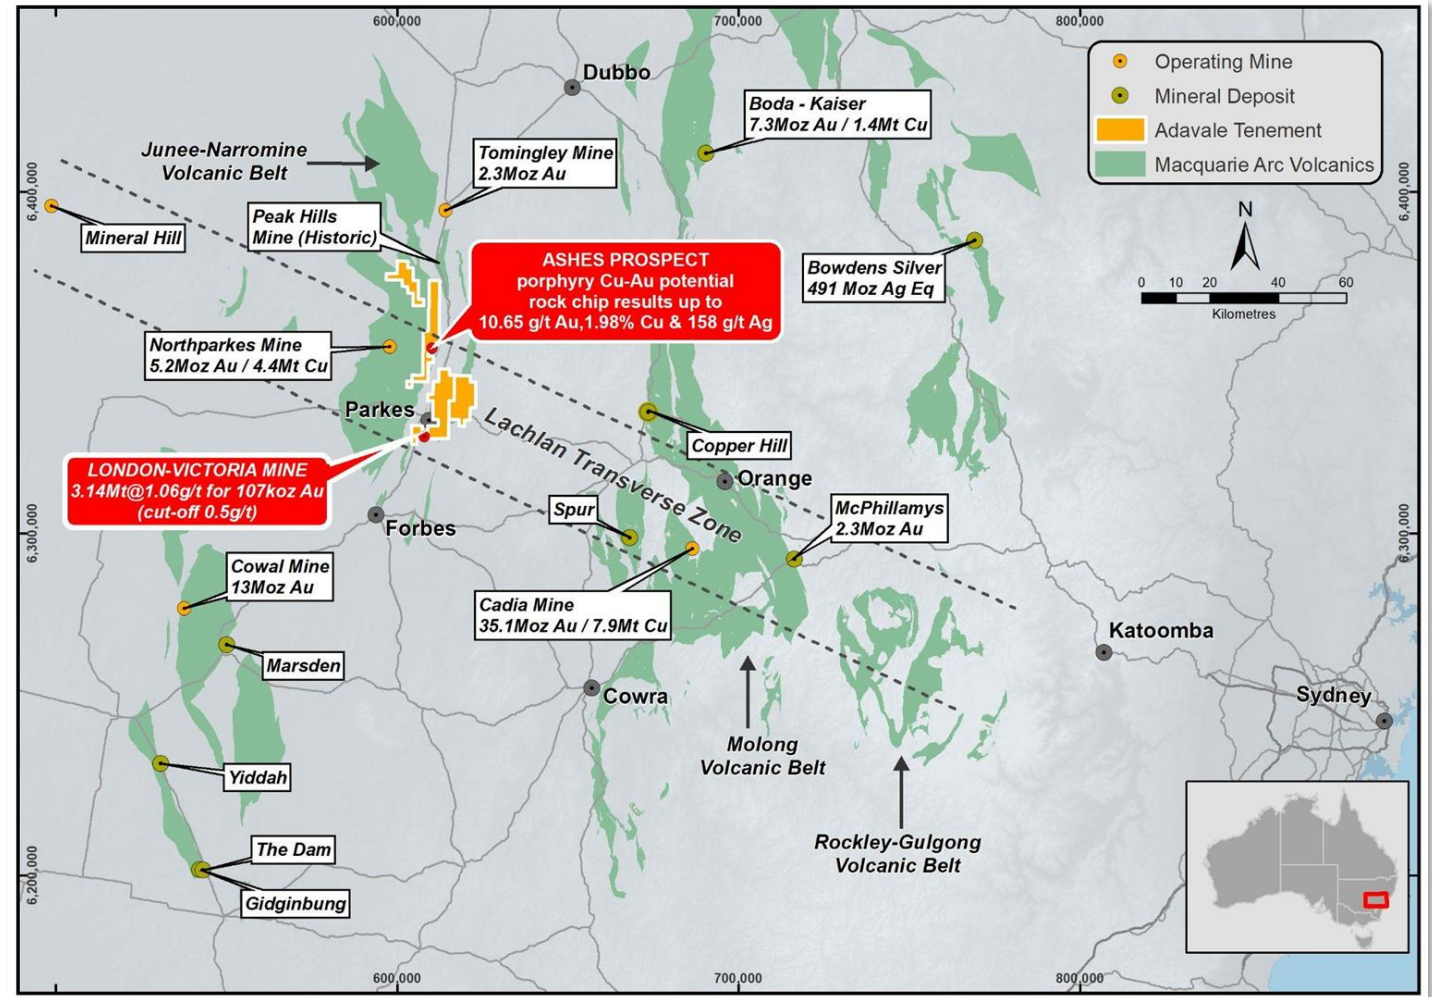 600,000
700,000
800,000
Dubbo
Operating Mine
Mineral Deposit
Adavale Tenement
Macquarie Arc Volcanics
Boda - Kaiser
7.3Moz Au / 1.4Mt Cu
Junee-Narromine
Volcanic Belt
Tomingley Mine
2.3Moz Au
6,400,000
6,400,000
Peak Hills
Mine (Historic)
Mineral Hill
N
ASHES PROSPECT
porphyry Cu-Au potential
rock chip results up to
10.65 g/t Au,1.98% Cu & 158 g/t Ag
Bowdens Silver
491 Moz Ag Eq
0 10 20 40 60
Kilometres
Northparkes Mine
5.2Moz Au / 4.4Mt Cu
Parkes
Lachlan Transverse Zone
Copper Hill
LONDON-VICTORIA MINE
3.14Mt@1.06g/t for 107koz Au
(cut-off 0.5g/t)
Orange
Forbes
Spur
McPhillamys
2.3Moz Au
6,300,000
6,300,000
Cowal Mine
13Moz Au
Cadia Mine
35.1Moz Au / 7.9Mt Cu
Marsden
Katoomba
Cowra
Sydney
Molong
Volcanic Belt
Yiddah
Rockley-Gulgong
Volcanic Belt
The Dam
Gidginbung
6,200,000
6,200,000
600,000
700,000
800,000